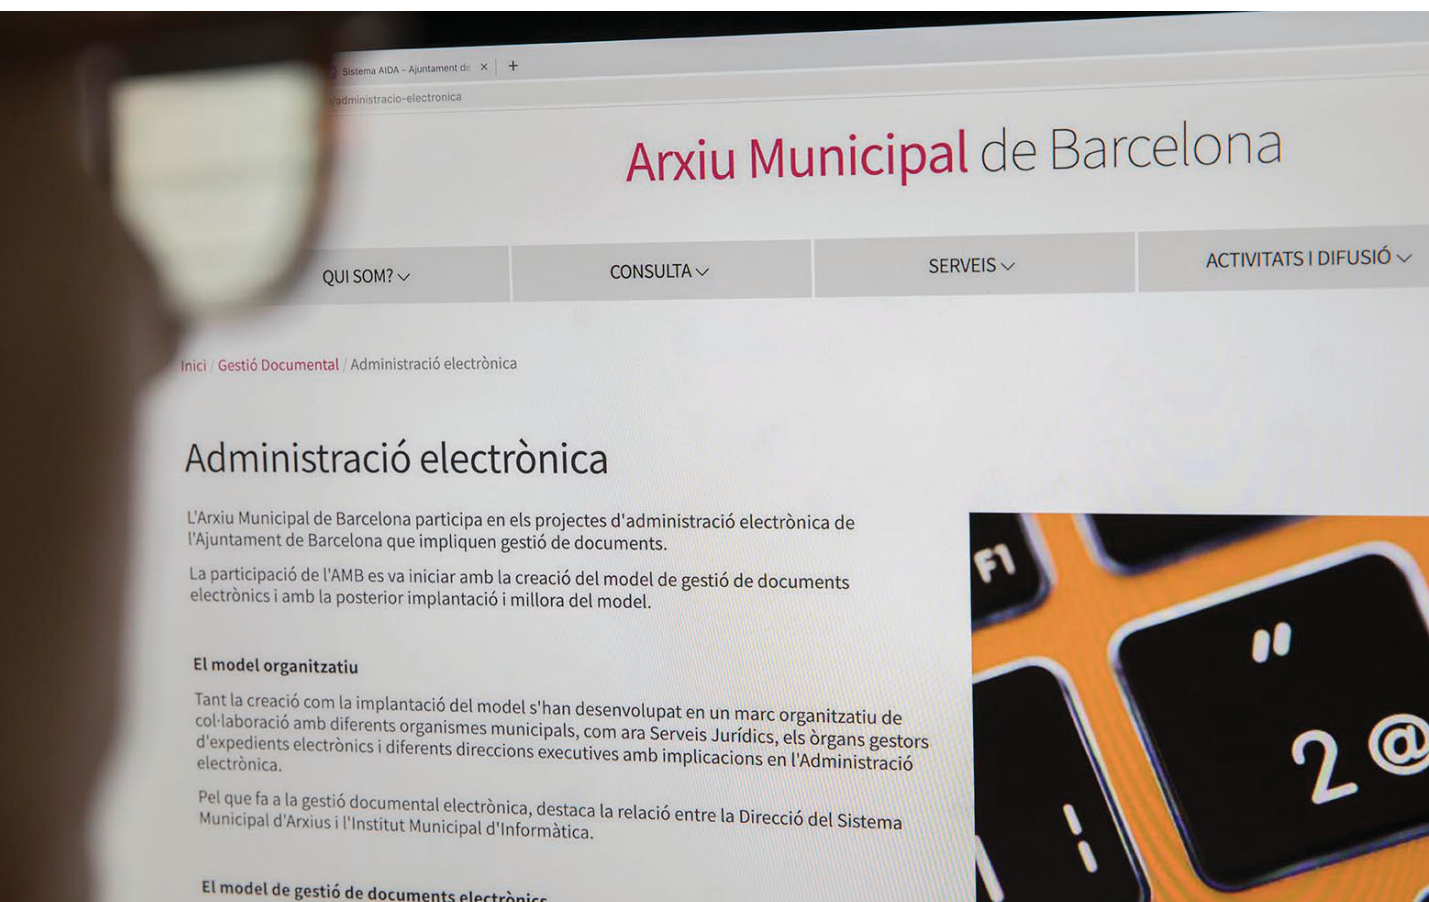 Sistema AIDA - Ajuntament de
/administracio-electronica
Arxiu Municipal de Barcelona
QUI SOM?
CONSULTA
SERVEIS
ACTIVITATS I DIFUSIÓ
Inici / Gestió Documental / Administració electrònica
Administració electrònica
L'Arxiu Municipal de Barcelona participa en els projectes d'administració electrònica de
l'Ajuntament de Barcelona que impliquen gestió de documents.
La participació de l'AMB es va iniciar amb la creació del model de gestió de documents
electrònics i amb la posterior implantació i millora del model.
El model organitzatiu
Tant la creació com la implantació del model s'han desenvolupat en un marc organitzatiu de
col·laboració amb diferents organismes municipals, com ara Serveis Jurídics, els òrgans gestors
d'expedients electrònics i diferents direccions executives amb implicacions en l'Administració
electrònica.
Pel que fa a la gestió documental electrònica, destaca la relació entre la Direcció del Sistema
Municipal d'Arxius i l'Institut Municipal d'Informàtica.
El model de gestió de documents electrònics
F1
"
2 @